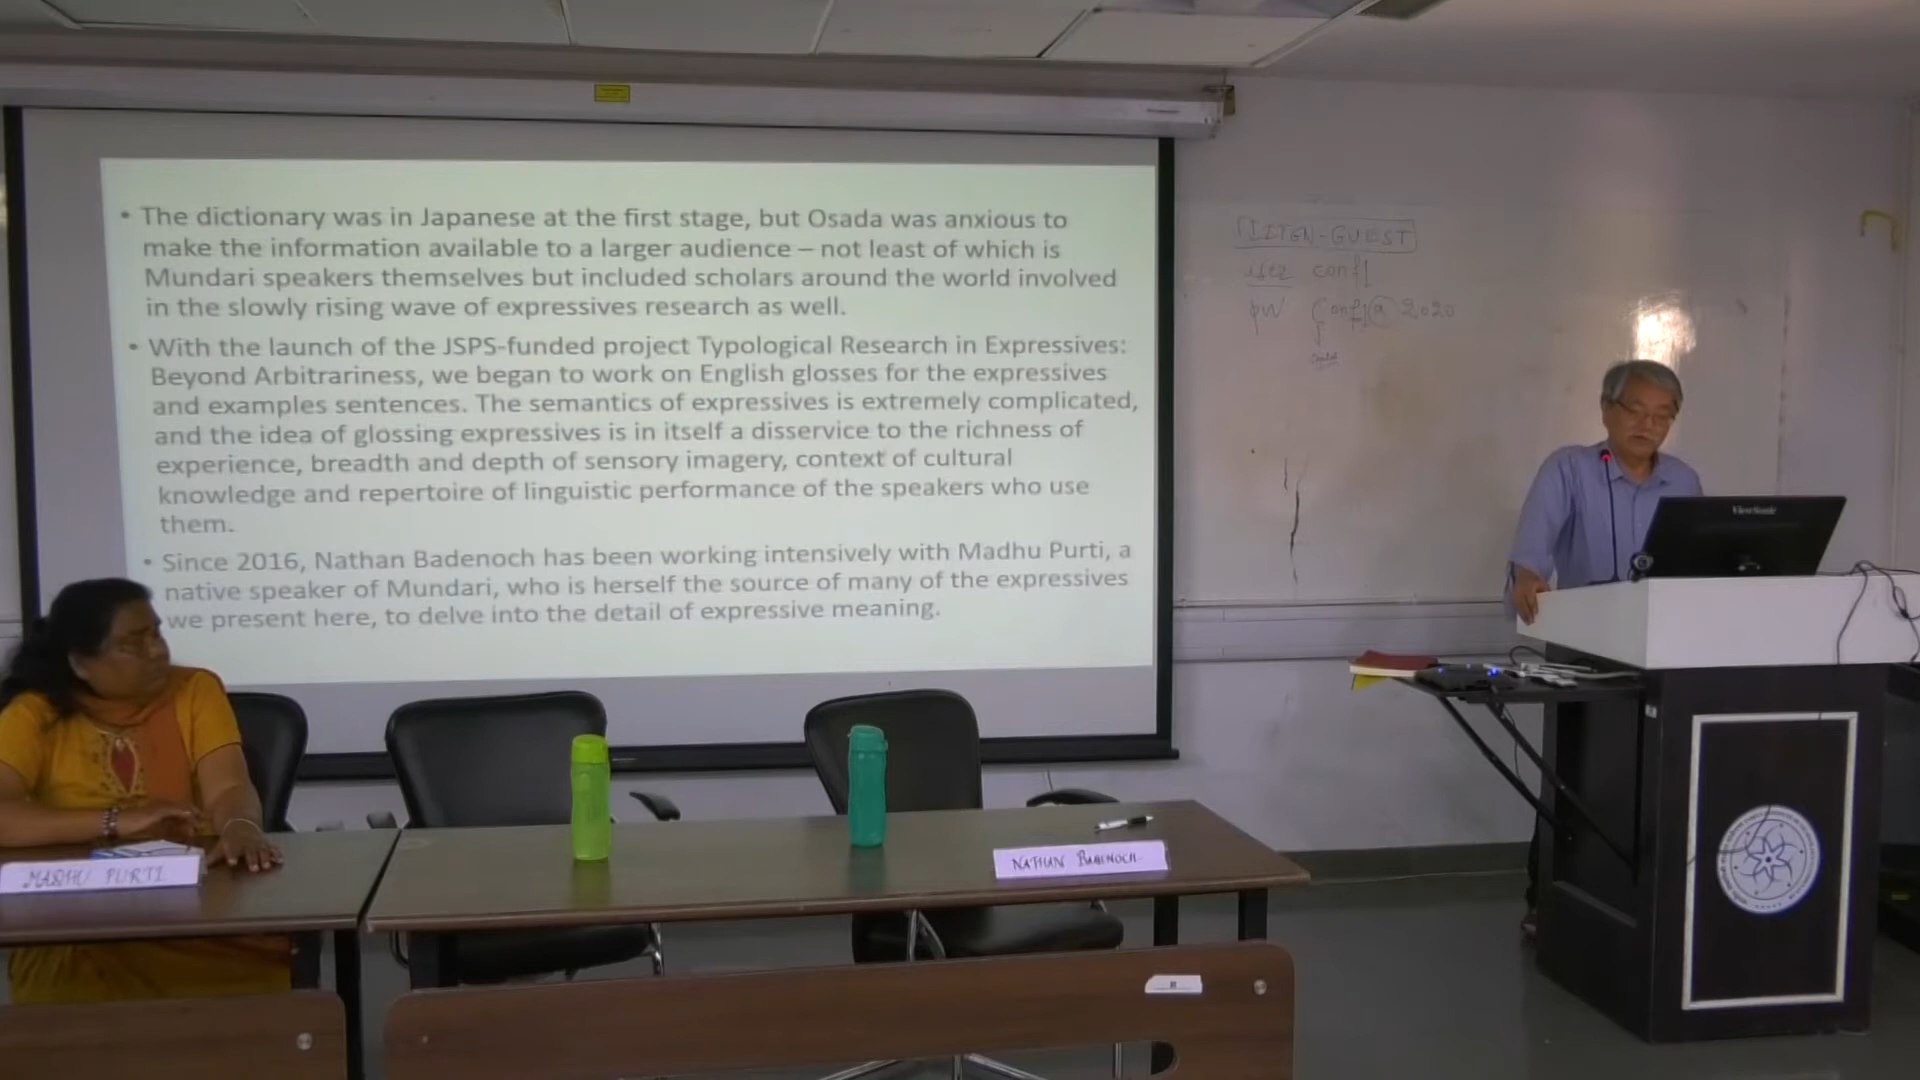 • The dictionary was in Japanese at the first stage, but Osada was anxious to
make the information available to a larger audience – not least of which is
Mundari speakers themselves but included scholars around the world involved
in the slowly rising wave of expressives research as well.
• With the launch of the JSPS-funded project Typological Research in Expressives:
Beyond Arbitrariness, we began to work on English glosses for the expressives
and examples sentences. The semantics of expressives is extremely complicated,
and the idea of glossing expressives is in itself a disservice to the richness of
experience, breadth and depth of sensory imagery, context of cultural
knowledge and repertoire of linguistic performance of the speakers who use
them.
• Since 2016, Nathan Badenoch has been working intensively with Madhu Purti, a
native speaker of Mundari, who is herself the source of many of the expressives
we present here, to delve into the detail of expressive meaning.
IITGN-GUEST
user conf1
pw Conf1@2020
ViewSonic
MADHU PURTI
NATHAN BADENOCH